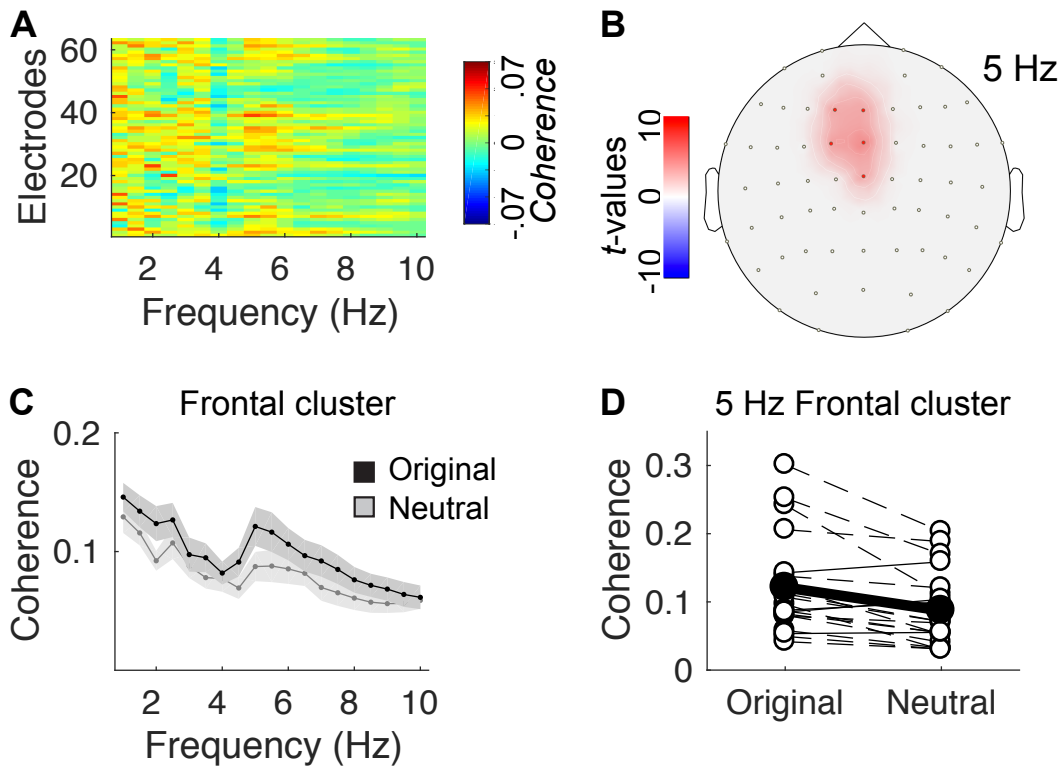 A
Electrodes
60
40
20
2 4 6 8 10
Frequency (Hz)
-.07 0 .07
Coherence
B
5 Hz
t-values
-10 0 10
C
Frontal cluster
Coherence
0.2
0.1
Original
Neutral
2 4 6 8 10
Frequency (Hz)
D
5 Hz Frontal cluster
Coherence
0.3
0.2
0.1
0
Original Neutral